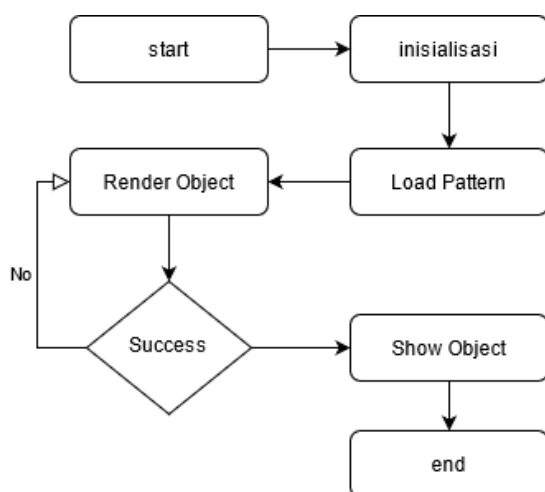 start
inisialisasi
Load Pattern
Render Object
No
Success
Show Object
end